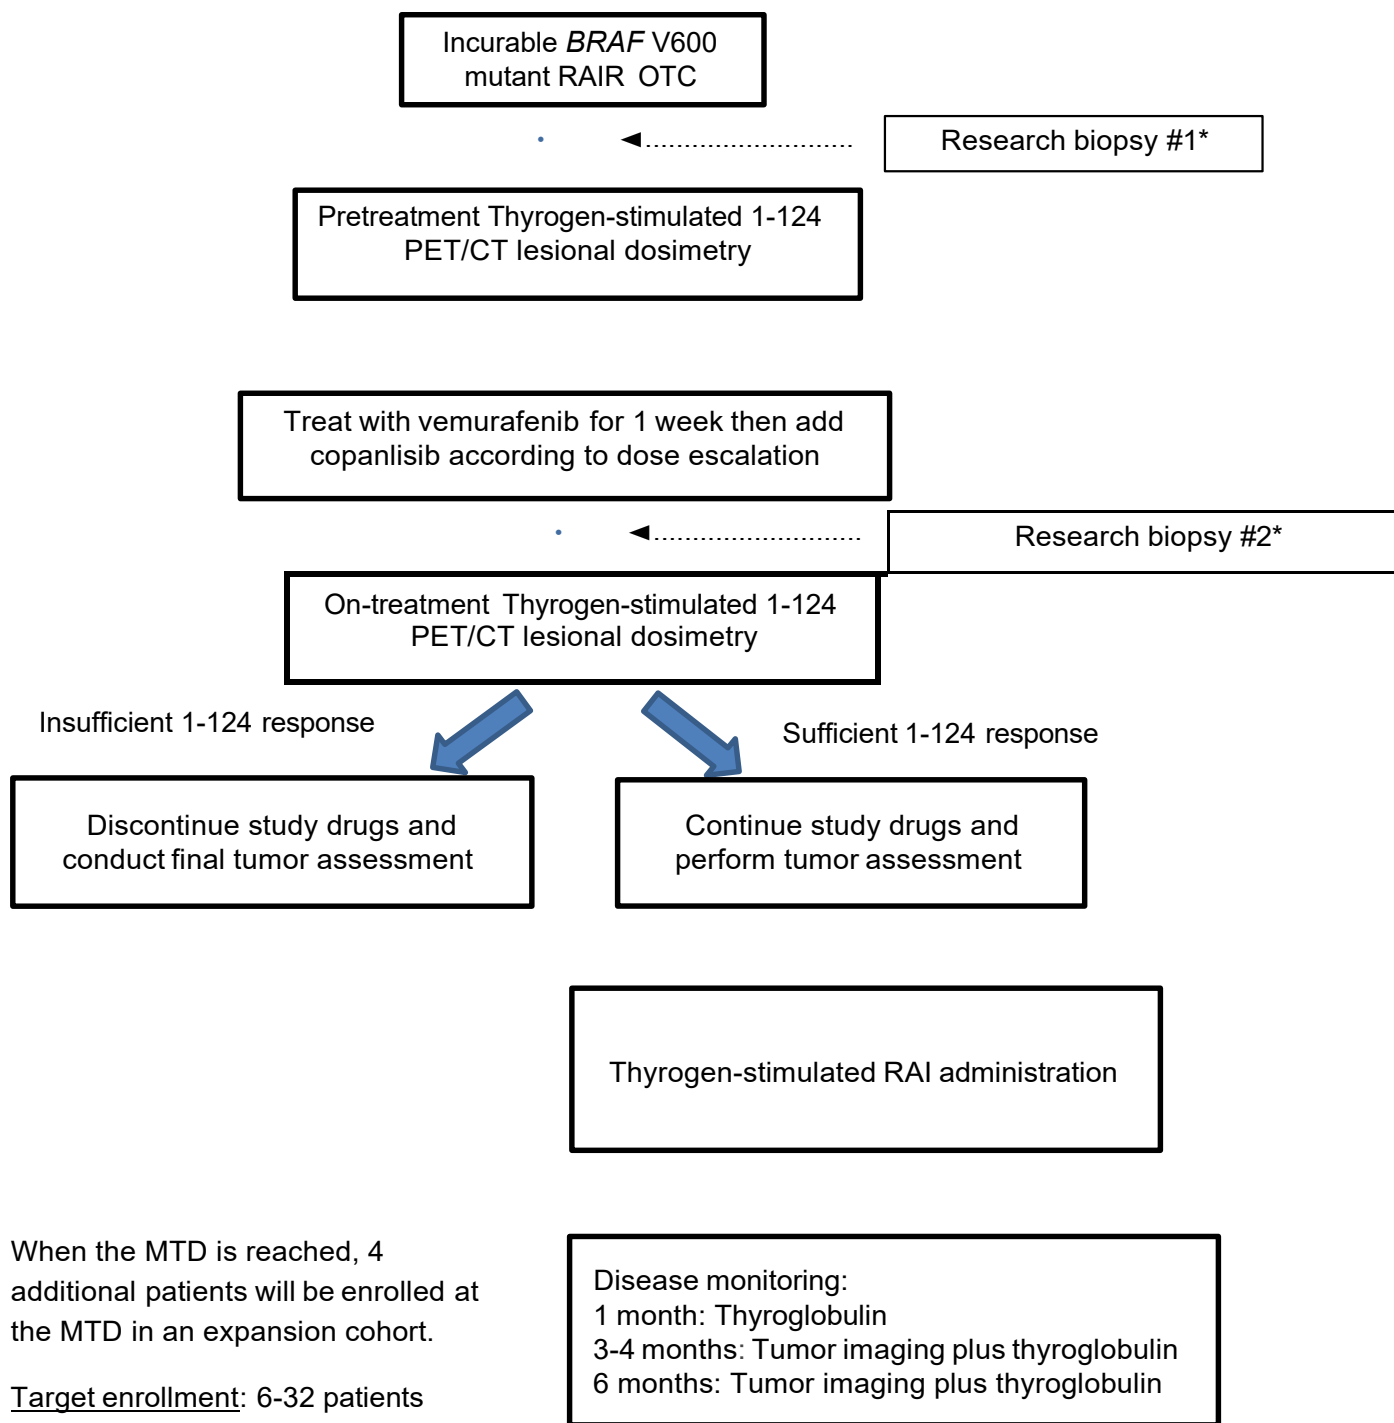 Incurable BRAF V600
mutant RAIR OTC
Research biopsy #1*
Pretreatment Thyrogen-stimulated 1-124
PET/CT lesional dosimetry
Treat with vemurafenib for 1 week then add
copanlisib according to dose escalation
Research biopsy #2*
On-treatment Thyrogen-stimulated 1-124
PET/CT lesional dosimetry
Insufficient 1-124 response
Sufficient 1-124 response
Discontinue study drugs and
conduct final tumor assessment
Continue study drugs and
perform tumor assessment
Thyrogen-stimulated RAI administration
When the MTD is reached, 4
additional patients will be enrolled at
the MTD in an expansion cohort.
Target enrollment: 6-32 patients
Disease monitoring:
1 month: Thyroglobulin
3-4 months: Tumor imaging plus thyroglobulin
6 months: Tumor imaging plus thyroglobulin